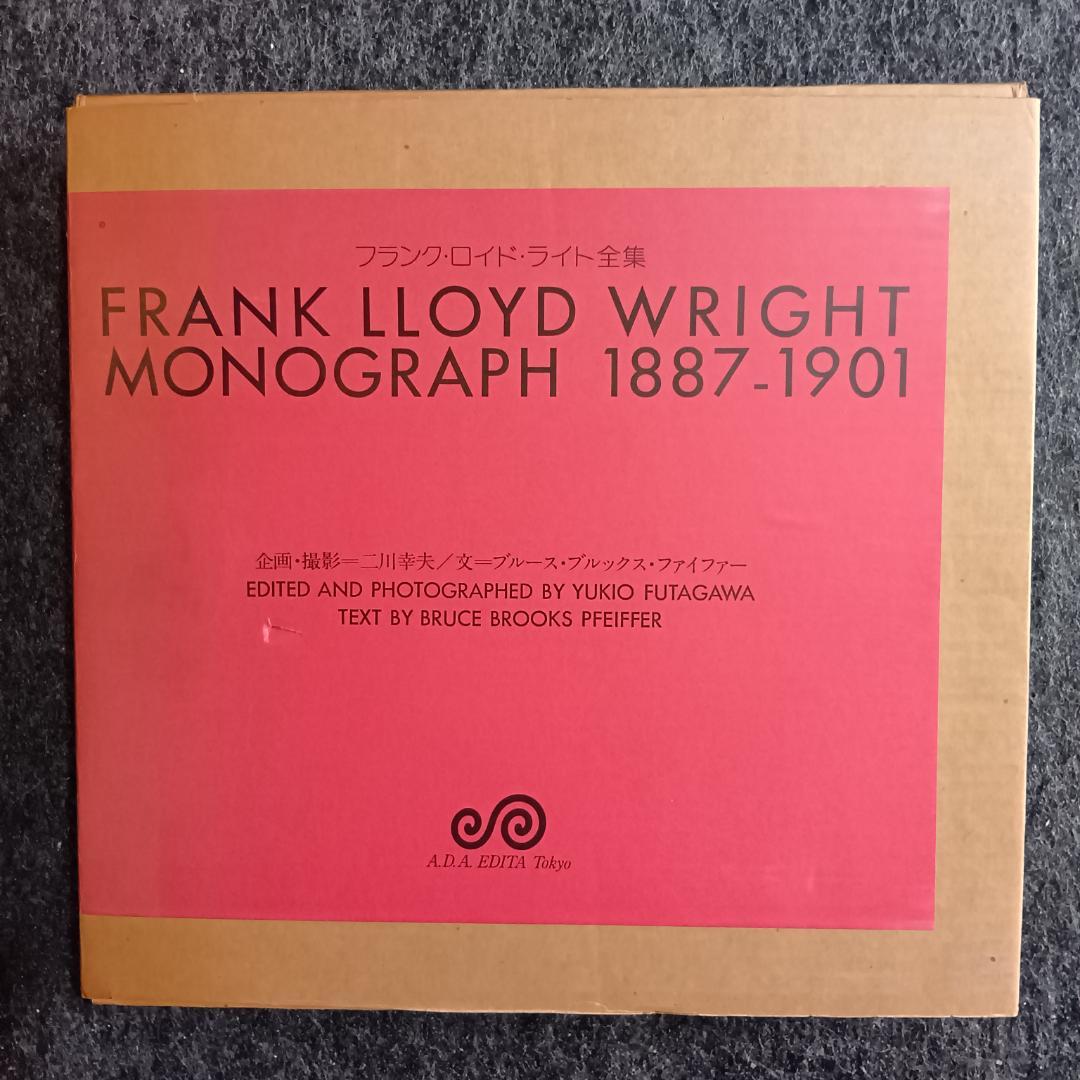 フランク・ロイド・ライト全集
FRANK LLOYD WRIGHT
MONOGRAPH 1887-1901
企画・撮影=二川幸夫/文=ブルース・ブルックス・ファイファー
EDITED AND PHOTOGRAPHED BY YUKIO FUTAGAWA
TEXT BY BRUCE BROOKS PFEIFFER
A.D.A. EDITA Tokyo